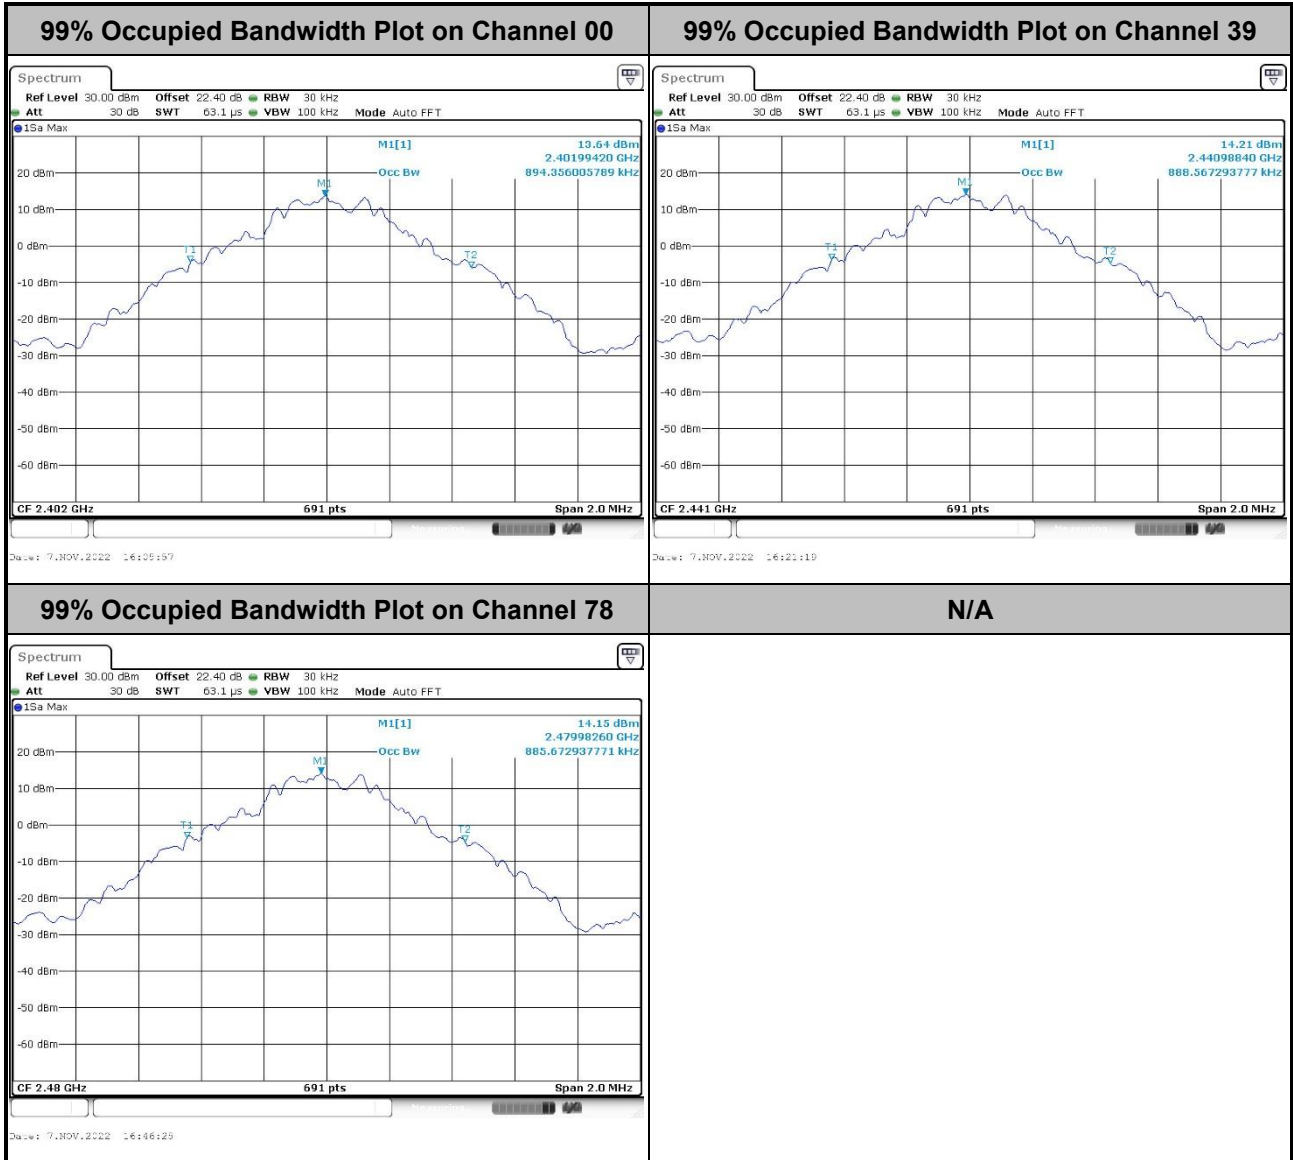 99% Occupied Bandwidth Plot on Channel 00
Spectrum
Ref Level 30.00 dBm Offset 22.40 dB RBW 30 kHz
Att 30 dB SWT 63.1 µs VBW 100 kHz Mode Auto FFT
1Sa Max
M1[1] 13.64 dBm
2.40199420 GHz
20 dBm Occ Bw 894.356005789 kHz
M1
10 dBm
0 dBm
T1
T2
-10 dBm
-20 dBm
-30 dBm
-40 dBm
-50 dBm
-60 dBm
CF 2.402 GHz 691 pts Span 2.0 MHz
Date: 7.NOV.2022
99% Occupied Bandwidth Plot on Channel 39
Spectrum
Ref Level 30.00 dBm Offset 22.40 dB RBW 30 kHz
Att 30 dB SWT 63.1 µs VBW 100 kHz Mode Auto FFT
1Sa Max
M1[1] 14.21 dBm
2.44098840 GHz
20 dBm Occ Bw 888.567293777 kHz
M1
10 dBm
0 dBm
T1
T2
-10 dBm
-20 dBm
-30 dBm
-40 dBm
-50 dBm
-60 dBm
CF 2.441 GHz 691 pts Span 2.0 MHz
Date: 7.NOV.2022 16:21:19
99% Occupied Bandwidth Plot on Channel 78
Spectrum
Ref Level 30.00 dBm Offset 22.40 dB RBW 30 kHz
Att 30 dB SWT 63.1 µs VBW 100 kHz Mode Auto FFT
1Sa Max
M1[1] 14.15 dBm
2.47998260 GHz
20 dBm Occ Bw 885.672937771 kHz
M1
10 dBm
0 dBm
T1
T2
-10 dBm
-20 dBm
-30 dBm
-40 dBm
-50 dBm
-60 dBm
CF 2.48 GHz 691 pts Span 2.0 MHz
Date: 7.NOV.2022
N/A